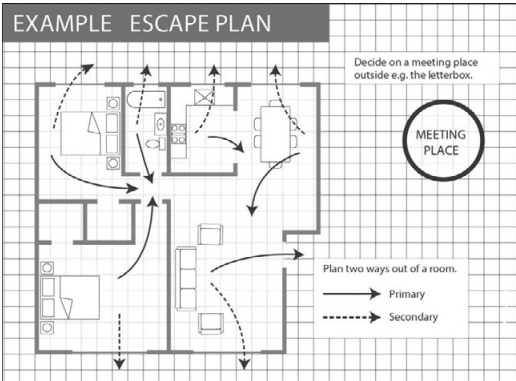 EXAMPLE ESCAPE PLAN
Decide on a meeting place
outside e.g. the letterbox.
MEETING
PLACE
Plan two ways out of a room.
Primary
Secondary